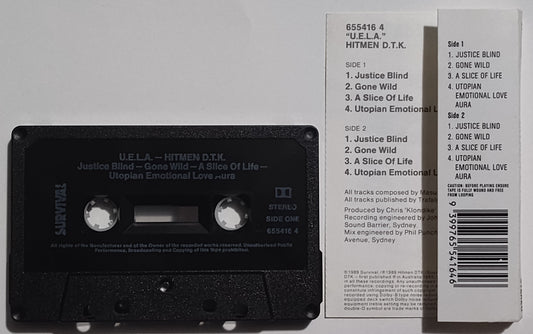 U.E.L.A. — HITMEN D.T.K.
Justice Blind — Gone Wild — A Slice Of Life —
Utopian Emotional Love Aura
SURVIVAL
STEREO
SIDE ONE
655416 4
All rights of the Manufacturer and of the Owner of the recorded works reserved. Unauthorised Public
Performance, broadcasting and Copying of this Tape prohibited.
655416 4
"U.E.L.A."
HITMEN D.T.K.
SIDE 1
1. Justice Blind
2. Gone Wild
3. A Slice Of Life
4. Utopian Emotional
SIDE 2
1. Justice Blind
2. Gone Wild
3. A Slice Of Life
4. Utopian Emotional
All tracks composed by
All tracks published by
Produced by Chris
Recording engineered by
Sound Barrier, Sydney.
Mix engineered by Phil
Avenue, Sydney
Side 1
1. JUSTICE BLIND
2. GONE WILD
3. A SLICE OF LIFE
4. UTOPIAN
EMOTIONAL LOVE
AURA
Side 2
1. JUSTICE BLIND
2. GONE WILD
3. A SLICE OF LIFE
4. UTOPIAN
EMOTIONAL LOVE
AURA
CAUTION: BEFORE PLAYING ENSURE
TAPE IS FULLY WOUND AND FREE
FROM LOOPING
9 399765 541646